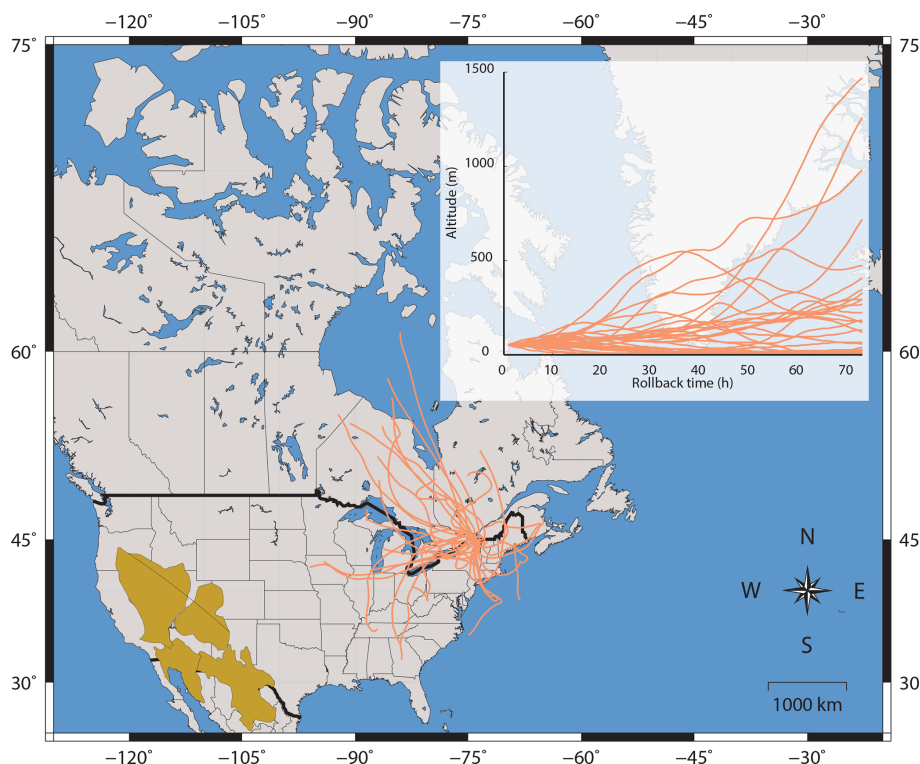 −120 −105 −90 −75 −60 −45 −30
75˚ 75˚
1500
1000
Altitude (m)
500
0
0 10 20 30 40 50 60 70
Rollback time (h)
60˚ 60˚
45˚ 45˚
N
W E
S
30˚ 30˚
1000 km
−120 −105 −90 −75 −60 −45 −30